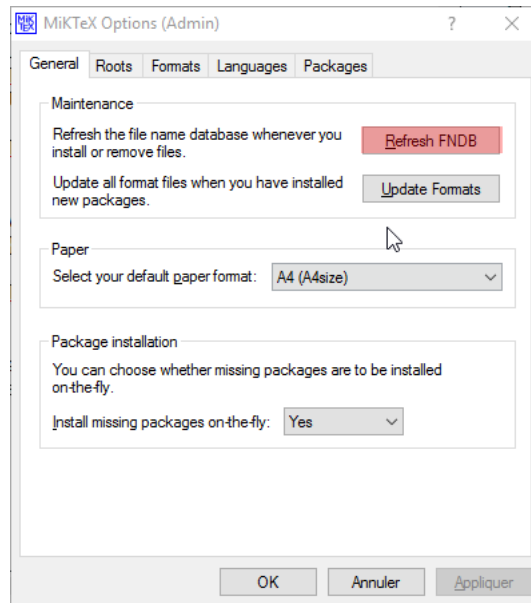 MiKTeX Options (Admin)
General Roots Formats Languages Packages
Maintenance
Refresh the file name database whenever you
install or remove files.
Refresh FNDB
Update all format files when you have installed
new packages.
Update Formats
Paper
Select your default paper format: A4 (A4size)
Package installation
You can choose whether missing packages are to be installed
on-the-fly.
Install missing packages on-the-fly: Yes
OK Annuler Appliquer